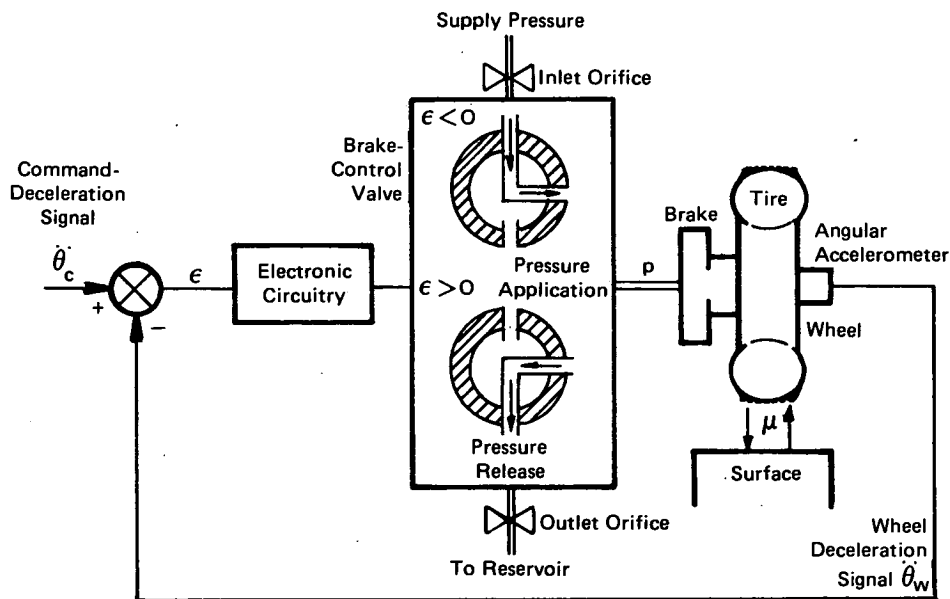 Supply Pressure
Inlet Orifice
ϵ<0
Brake-
Control
Valve
Command-
Deceleration
Signal
θ̈c
+
−
ϵ
Electronic
Circuitry
ϵ>0
Pressure
Application
p
Brake
Tire
Angular
Accelerometer
Wheel
μ
Surface
Pressure
Release
Outlet Orifice
To Reservoir
Wheel
Deceleration
Signal θ̈w